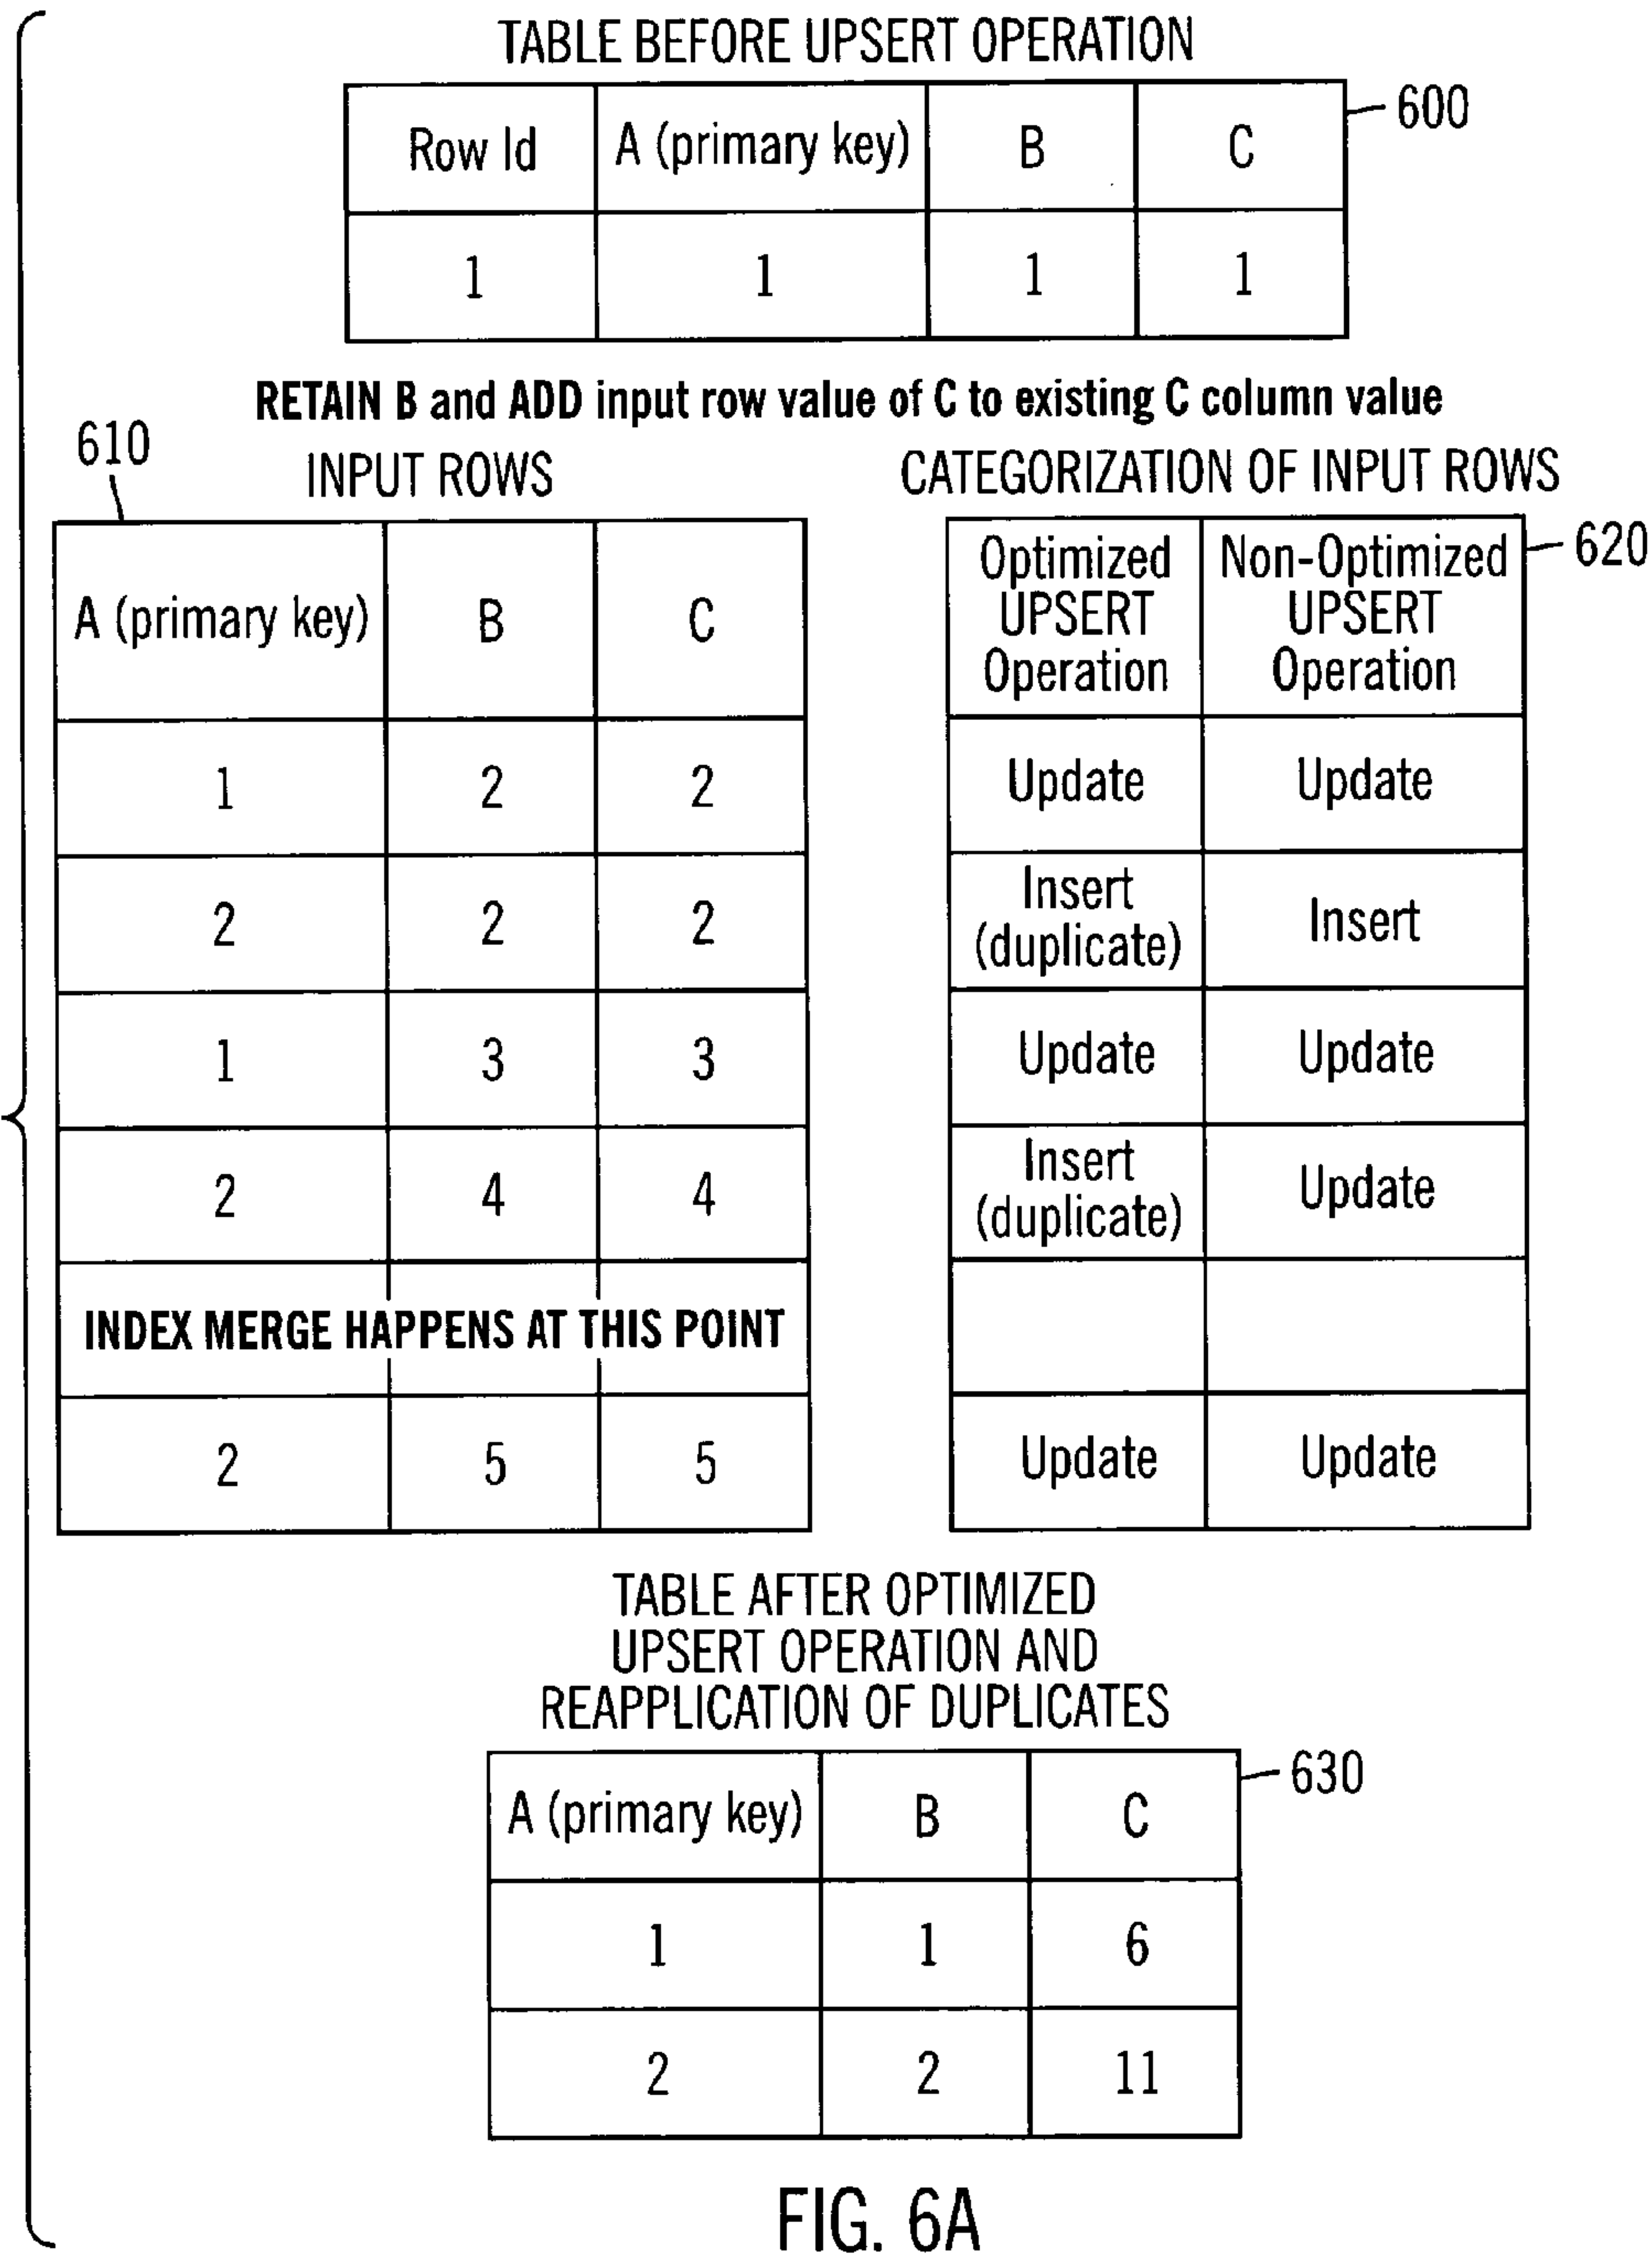 TABLE BEFORE UPSERT OPERATION
600
Row Id A (primary key) B C
1 1 1 1
RETAIN B and ADD input row value of C to existing C column value
610
INPUT ROWS
A (primary key) B C
1 2 2
2 2 2
1 3 3
2 4 4
INDEX MERGE HAPPENS AT THIS POINT
2 5 5
CATEGORIZATION OF INPUT ROWS
620
Optimized Non-Optimized
UPSERT UPSERT
Operation Operation
Update Update
Insert
(duplicate) Insert
Update Update
Insert
(duplicate) Update
Update Update
TABLE AFTER OPTIMIZED
UPSERT OPERATION AND
REAPPLICATION OF DUPLICATES
630
A (primary key) B C
1 1 6
2 2 11
FIG. 6A